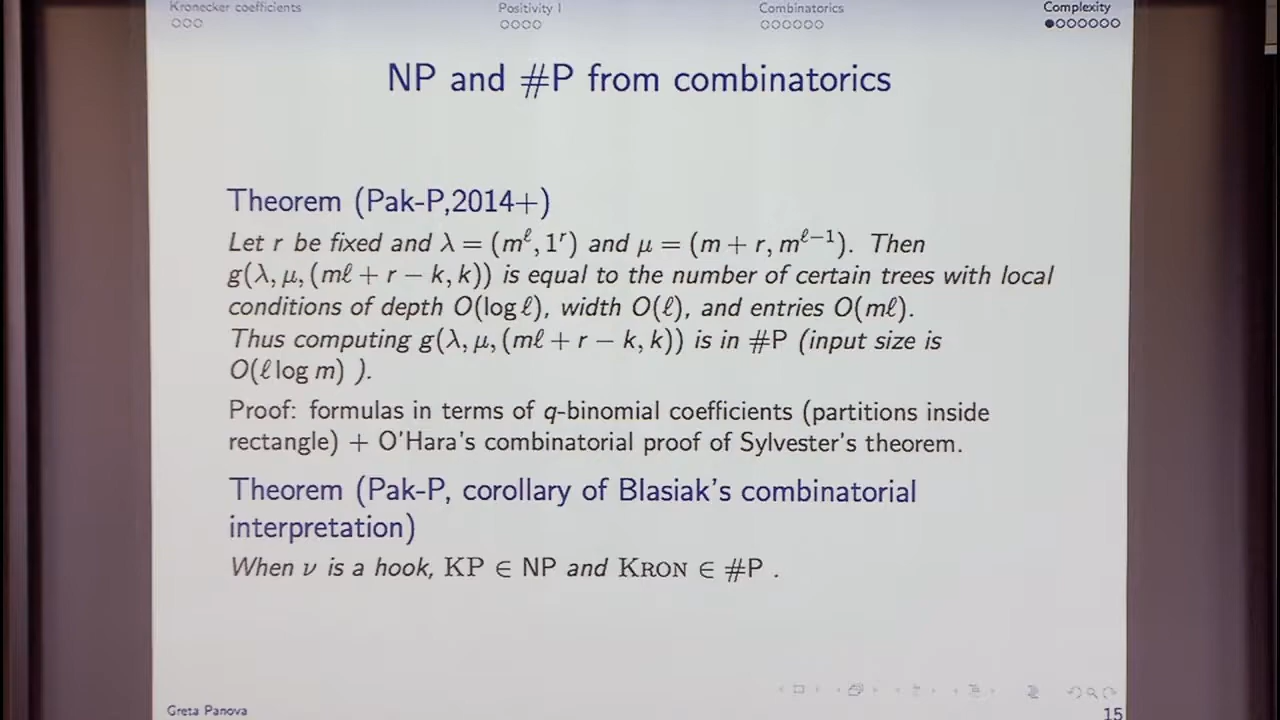 Kronecker coefficients Positivity I Combinatorics Complexity
NP and #P from combinatorics
Theorem (Pak-P,2014+)
Let r be fixed and λ = (m^ℓ, 1^r) and μ = (m + r, m^{ℓ−1}). Then
g(λ, μ, (mℓ + r − k, k)) is equal to the number of certain trees with local
conditions of depth O(log ℓ), width O(ℓ), and entries O(mℓ).
Thus computing g(λ, μ, (mℓ + r − k, k)) is in #P (input size is
O(ℓ log m) ).
Proof: formulas in terms of q-binomial coefficients (partitions inside
rectangle) + O'Hara's combinatorial proof of Sylvester's theorem.
Theorem (Pak-P, corollary of Blasiak's combinatorial
interpretation)
When ν is a hook, KP ∈ NP and KRON ∈ #P .
Greta Panova 15